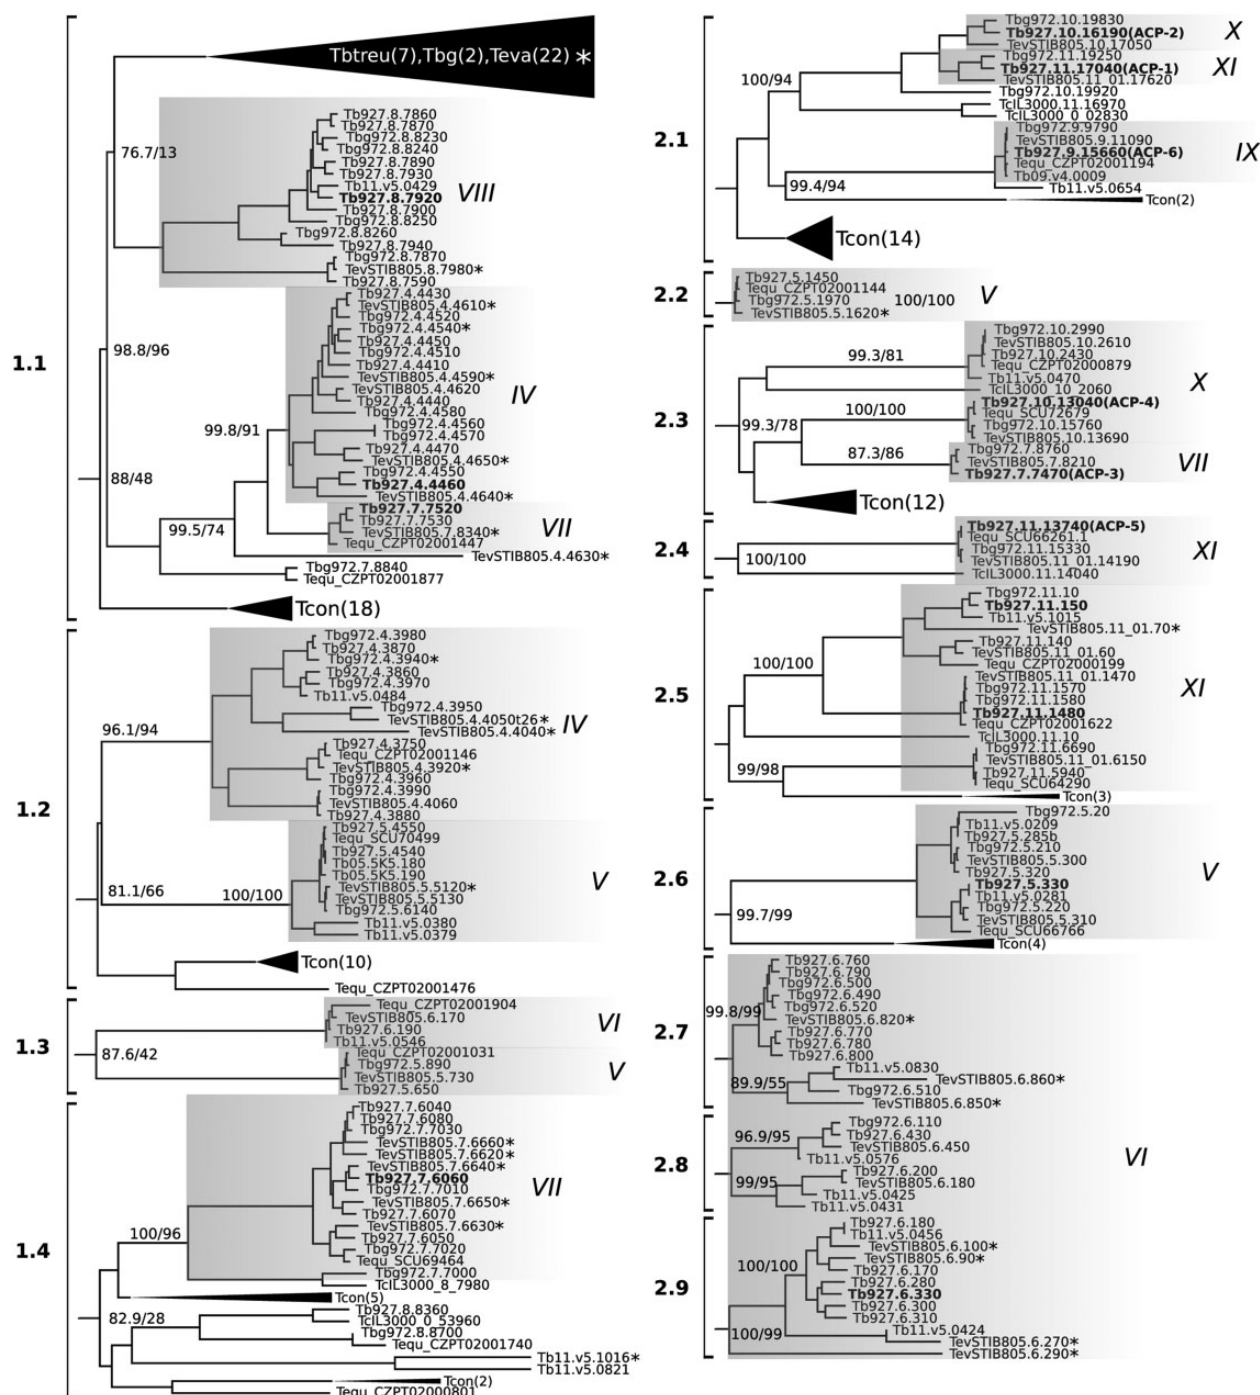 1.1
Tbtreu(7),Tbg(2),Teva(22) *
76.7/13
Tb927.8.7860
Tb927.8.7870
Tbg972.8.8230
Tbg972.8.8240
Tb927.8.7890
Tb927.8.7930
Tb11.v5.0429
Tb927.8.7920
Tb927.8.7900
Tbg972.8.8250
Tbg972.8.8260
Tb927.8.7940
Tbg972.8.7870
TevSTIB805.8.7980*
Tb927.8.7590
VIII
98.8/96
Tb927.4.4430
TevSTIB805.4.4610*
Tbg972.4.4520
Tbg972.4.4540*
Tb927.4.4450
Tbg972.4.4510
Tb927.4.4410
TevSTIB805.4.4590*
TevSTIB805.4.4620
Tb927.4.4440
Tbg972.4.4580
Tbg972.4.4560
Tbg972.4.4570
Tb927.4.4470
TevSTIB805.4.4650*
Tbg972.4.4550
Tb927.4.4460
TevSTIB805.4.4640*
IV
99.8/91
88/48
99.5/74
Tb927.7.7520
Tb927.7.7530
TevSTIB805.7.8340*
Tequ_CZPT02001447
VII
TevSTIB805.4.4630*
Tbg972.7.8840
Tequ_CZPT02001877
Tcon(18)
1.2
Tbg972.4.3980
Tb927.4.3870
Tbg972.4.3940*
Tb927.4.3860
Tbg972.4.3970
Tb11.v5.0484
Tbg972.4.3950
TevSTIB805.4.4050t26*
TevSTIB805.4.4040*
Tb927.4.3750
Tequ_CZPT02001146
TevSTIB805.4.3920*
Tbg972.4.3960
Tbg972.4.3990
TevSTIB805.4.4060
Tb927.4.3880
IV
96.1/94
Tb927.5.4550
Tequ_SCU70499
Tb927.5.4540
Tb05.5K5.180
Tb05.5K5.190
TevSTIB805.5.5120*
TevSTIB805.5.5130
Tbg972.5.6140
Tb11.v5.0380
Tb11.v5.0379
V
81.1/66
100/100
Tcon(10)
Tequ_CZPT02001476
1.3
Tequ_CZPT02001904
TevSTIB805.6.170
Tb927.6.190
Tb11.v5.0546
VI
87.6/42
Tequ_CZPT02001031
Tbg972.5.890
TevSTIB805.5.730
Tb927.5.650
V
1.4
Tb927.7.6040
Tb927.7.6080
Tbg972.7.7030
TevSTIB805.7.6660*
TevSTIB805.7.6620*
TevSTIB805.7.6640*
Tb927.7.6060
Tbg972.7.7010
TevSTIB805.7.6650*
Tb927.7.6070
TevSTIB805.7.6630*
Tb927.7.6050
Tbg972.7.7020
Tequ_SCU69464
Tbg972.7.7000
VII
100/96
TcIL3000_8_7980
Tcon(5)
82.9/28
Tb927.8.8360
TcIL3000_0_53960
Tbg972.8.8700
Tequ_CZPT02001740
Tb11.v5.1016*
Tb11.v5.0821
Tcon(2)
Tequ_CZPT02000801
2.1
Tbg972.10.19830
Tb927.10.16190(ACP-2)
TevSTIB805.10.17050
X
Tbg972.11.19250
Tb927.11.17040(ACP-1)
TevSTIB805.11_01.17620
XI
100/94
Tbg972.10.19920
TcIL3000.11.16970
TcIL3000_0_02830
Tbg972.9.9790
TevSTIB805.9.11090
Tb927.9.15660(ACP-6)
Tequ_CZPT02001194
Tb09.v4.0009
IX
99.4/94
Tb11.v5.0654
Tcon(2)
Tcon(14)
2.2
Tb927.5.1450
Tequ_CZPT02001144
Tbg972.5.1970
TevSTIB805.5.1620*
100/100
V
2.3
Tbg972.10.2990
TevSTIB805.10.2610
Tb927.10.2430
Tequ_CZPT02000879
Tb11.v5.0470
TcIL3000_10_2060
99.3/81
X
Tb927.10.13040(ACP-4)
Tequ_SCU72679
Tbg972.10.15760
TevSTIB805.10.13690
100/100
99.3/78
Tbg972.7.8760
TevSTIB805.7.8210
Tb927.7.7470(ACP-3)
87.3/86
VII
Tcon(12)
2.4
Tb927.11.13740(ACP-5)
Tequ_SCU66261.1
Tbg972.11.15330
TevSTIB805.11_01.14190
TcIL3000.11.14040
100/100
XI
2.5
Tbg972.11.10
Tb927.11.150
Tb11.v5.1015
TevSTIB805.11_01.70*
Tb927.11.140
TevSTIB805.11_01.60
Tequ_CZPT02000199
100/100
TevSTIB805.11_01.1470
Tbg972.11.1570
Tbg972.11.1580
Tb927.11.1480
Tequ_CZPT02001622
TcIL3000.11.10
Tbg972.11.6690
TevSTIB805.11_01.6150
Tb927.11.5940
Tequ_SCU64290
XI
99/98
Tcon(3)
2.6
Tbg972.5.20
Tb11.v5.0209
Tb927.5.285b
Tbg972.5.210
TevSTIB805.5.300
Tb927.5.320
Tb927.5.330
Tb11.v5.0281
Tbg972.5.220
TevSTIB805.5.310
Tequ_SCU66766
V
99.7/99
Tcon(4)
2.7
Tb927.6.760
Tb927.6.790
Tbg972.6.500
Tbg972.6.490
Tbg972.6.520
TevSTIB805.6.820*
Tb927.6.770
Tb927.6.780
Tb927.6.800
99.8/99
Tb11.v5.0830
TevSTIB805.6.860*
Tbg972.6.510
TevSTIB805.6.850*
89.9/55
2.8
Tbg972.6.110
Tb927.6.430
TevSTIB805.6.450
Tb11.v5.0576
96.9/95
Tb927.6.200
TevSTIB805.6.180
Tb11.v5.0425
Tb11.v5.0431
99/95
VI
2.9
Tb927.6.180
Tb11.v5.0456
TevSTIB805.6.100*
TevSTIB805.6.90*
Tb927.6.170
Tb927.6.280
Tb927.6.330
Tb927.6.300
Tb927.6.310
100/100
Tb11.v5.0424
TevSTIB805.6.270*
TevSTIB805.6.290*
100/99